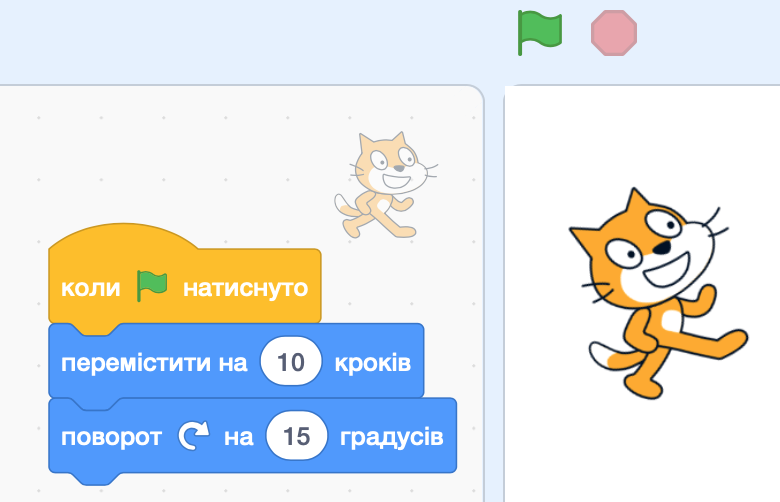 коли натиснуто
перемістити на 10 кроків
поворот на 15 градусів